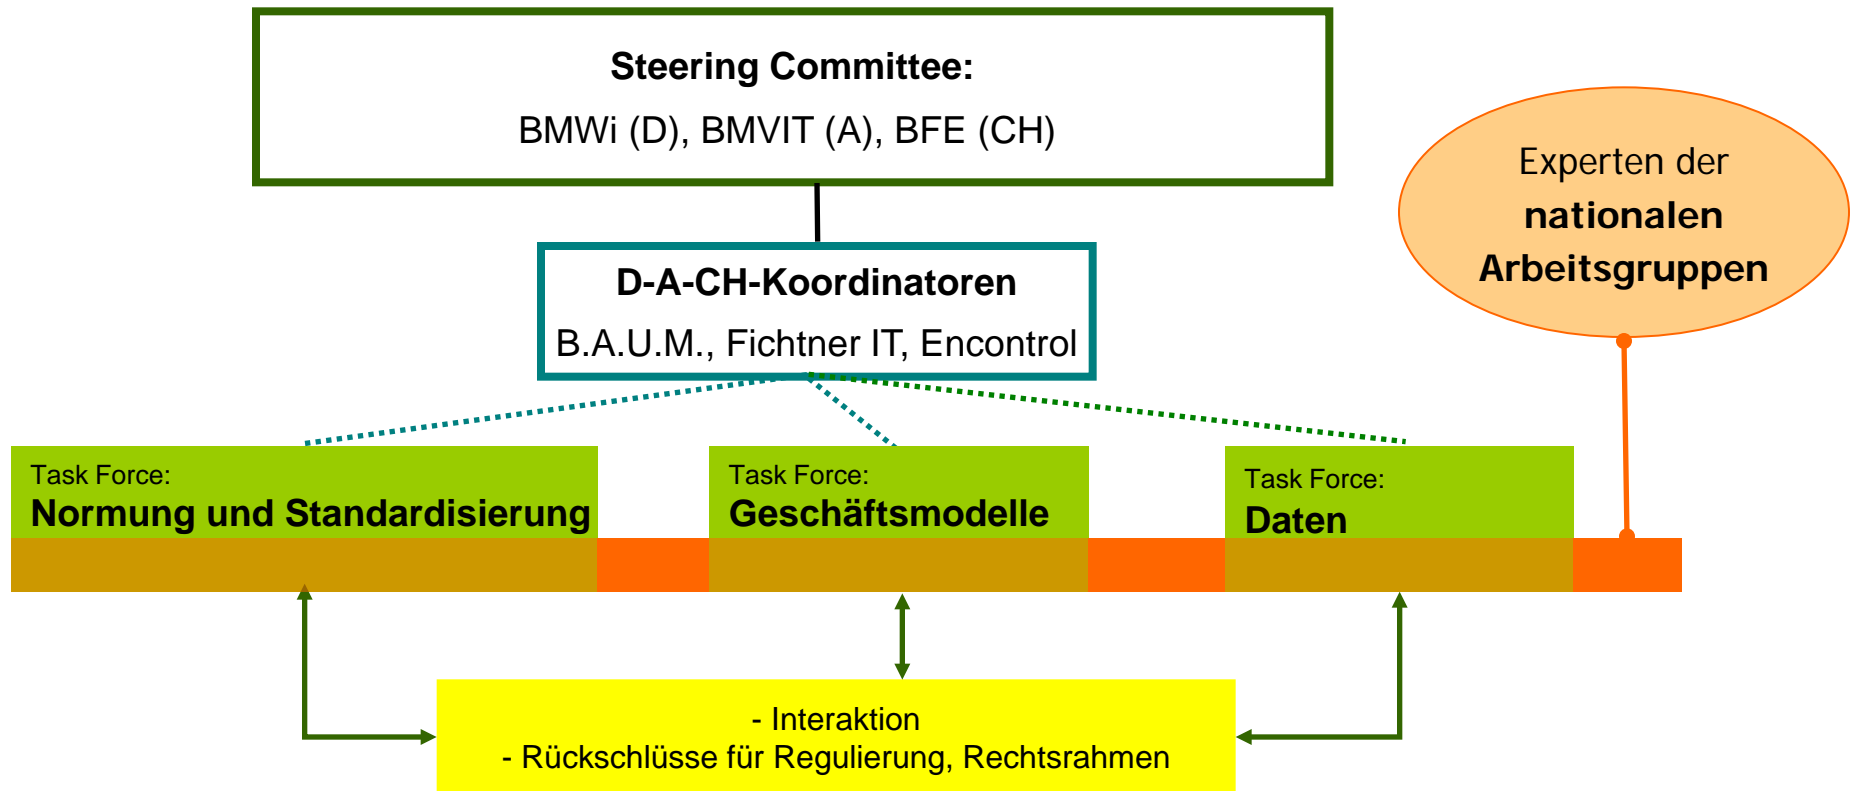 Steering Committee:
BMWi (D), BMVIT (A), BFE (CH)
Experten der
nationalen
Arbeitsgruppen
D-A-CH-Koordinatoren
B.A.U.M., Fichtner IT, Encontrol
Task Force:
Normung und Standardisierung
Task Force:
Geschäftsmodelle
Task Force:
Daten
- Interaktion
- Rückschlüsse für Regulierung, Rechtsrahmen